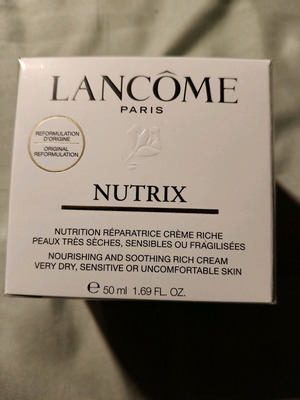 LANCÔME
PARIS
REFORMULATION
D'ORIGINE
ORIGINAL
REFORMULATION
NUTRIX
NUTRITION RÉPARATRICE CRÈME RICHE
PEAUX TRÈS SÈCHES, SENSIBLES OU FRAGILISÉES
NOURISHING AND SOOTHING RICH CREAM
VERY DRY, SENSITIVE OR UNCOMFORTABLE SKIN
℮ 50 ml 1.69 FL. OZ.